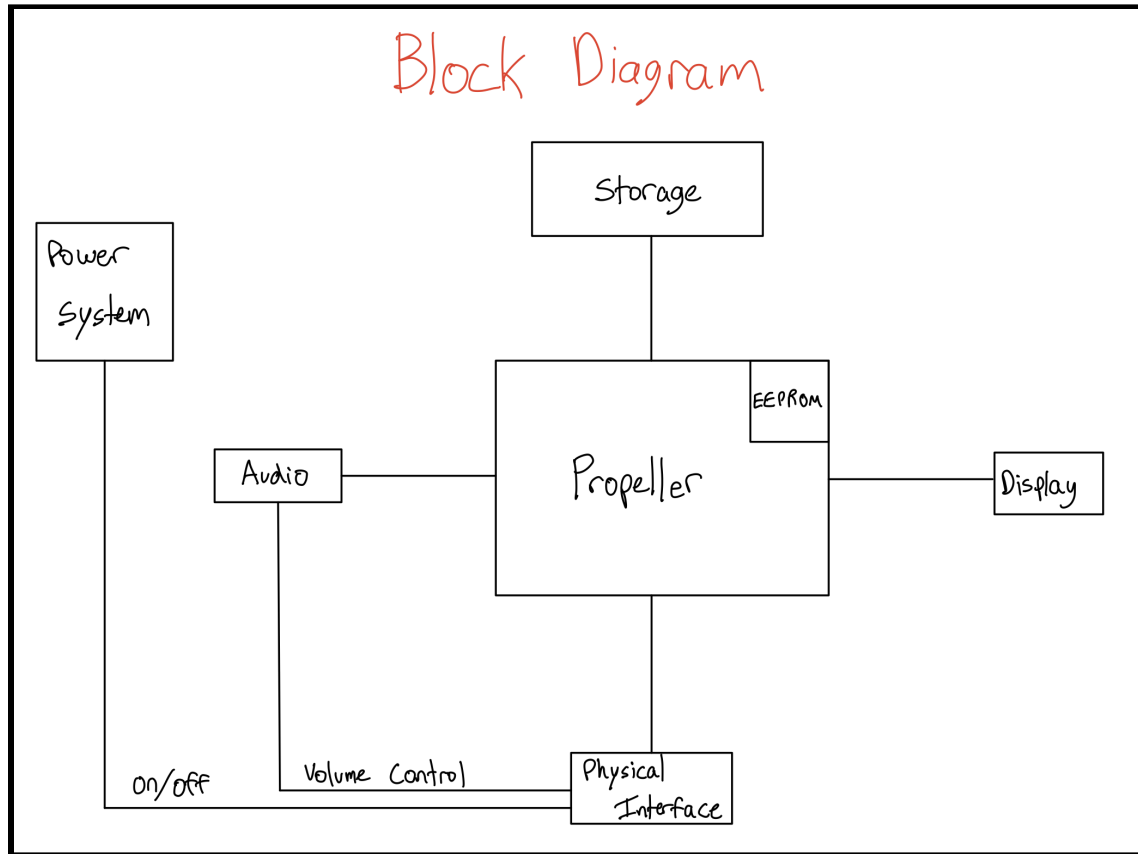 Block Diagram
Storage
Power
System
EEPROM
Audio
Propeller
Display
On/Off
Volume Control
Physical
Interface